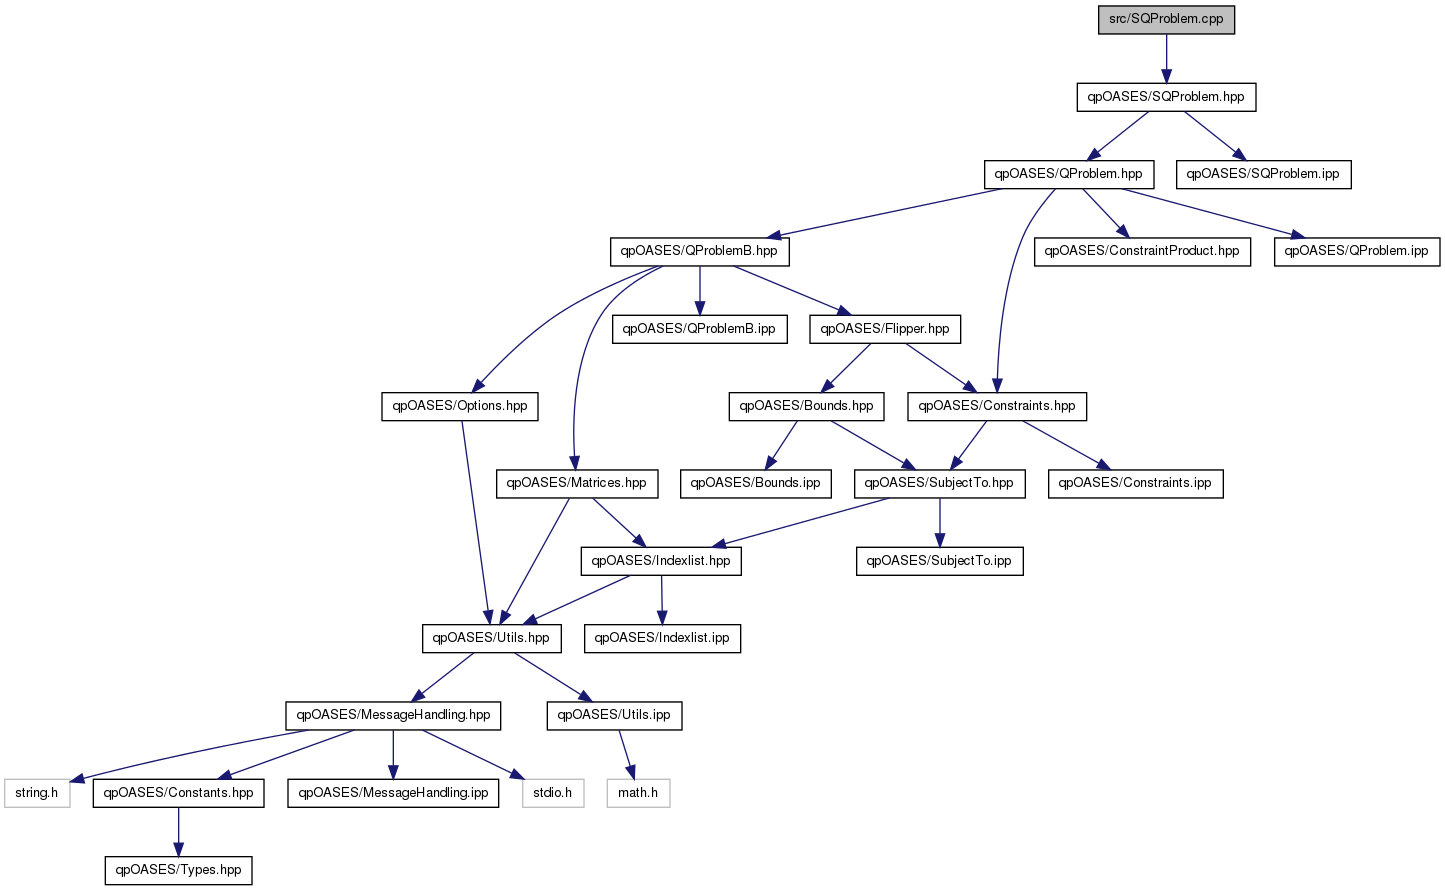 src/SQProblem.cpp
qpOASES/SQProblem.hpp
qpOASES/QProblem.hpp
qpOASES/SQProblem.ipp
qpOASES/QProblemB.hpp
qpOASES/ConstraintProduct.hpp
qpOASES/QProblem.ipp
qpOASES/QProblemB.ipp
qpOASES/Flipper.hpp
qpOASES/Options.hpp
qpOASES/Bounds.hpp
qpOASES/Constraints.hpp
qpOASES/Matrices.hpp
qpOASES/Bounds.ipp
qpOASES/SubjectTo.hpp
qpOASES/Constraints.ipp
qpOASES/Indexlist.hpp
qpOASES/SubjectTo.ipp
qpOASES/Utils.hpp
qpOASES/Indexlist.ipp
qpOASES/MessageHandling.hpp
qpOASES/Utils.ipp
string.h
qpOASES/Constants.hpp
qpOASES/MessageHandling.ipp
stdio.h
math.h
qpOASES/Types.hpp